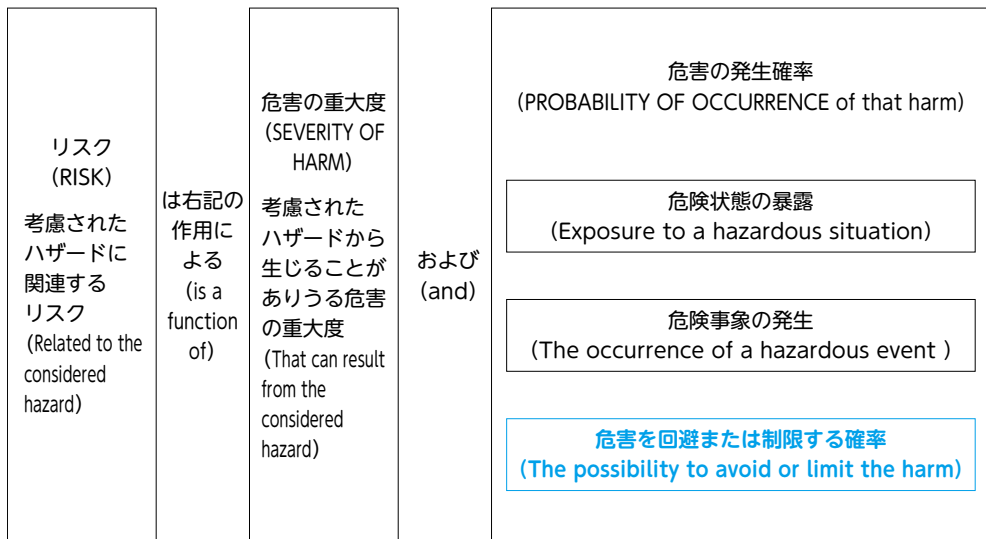 リスク
（RISK）
考慮された
ハザードに
関連する
リスク
（Related to the
considered
hazard）
は右記の
作用に
よる
（is a
function
of）
危害の重大度
（SEVERITY OF
HARM）
考慮された
ハザードから
生じることが
ありうる危害
の重大度
（That can result
from the
considered
hazard）
および
（and）
危害の発生確率
（PROBABILITY OF OCCURRENCE of that harm）
危険状態の暴露
（Exposure to a hazardous situation）
危険事象の発生
（The occurrence of a hazardous event ）
危害を回避または制限する確率
（The possibility to avoid or limit the harm）